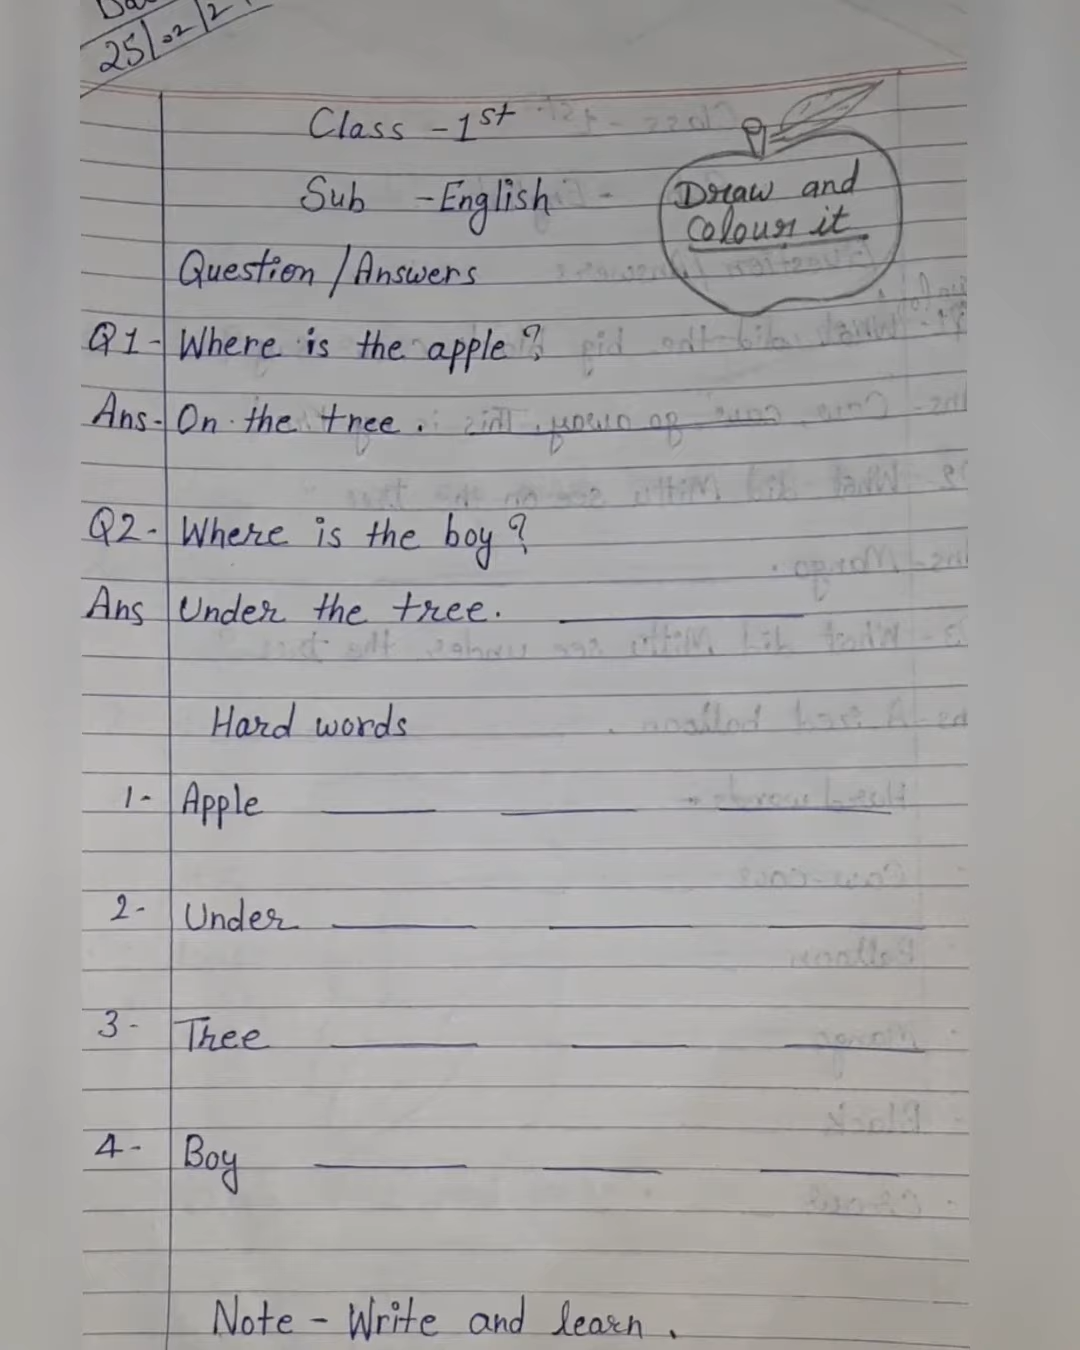 25/02/2
Class - 1st
Sub - English
Draw and
Colour it
Question / Answers
Q1- Where is the apple?
Ans- On the tree.
Q2- Where is the boy?
Ans Under the tree.
Hard words
1- Apple
2- Under
3- Tree
4- Boy
Note - Write and learn.